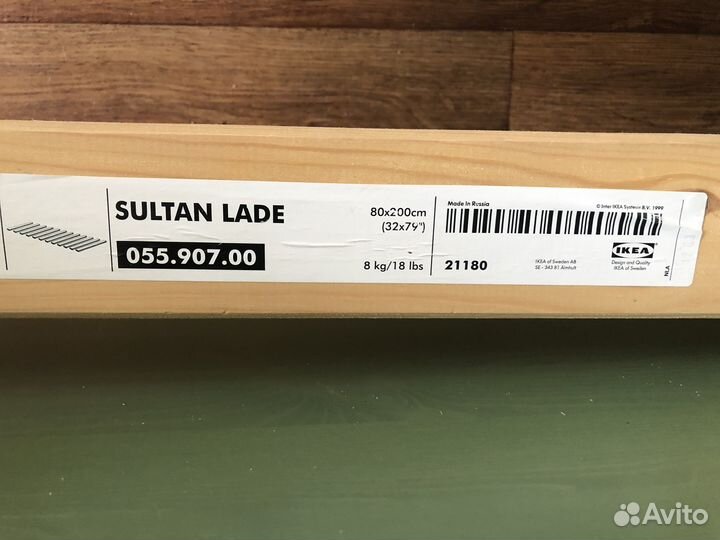 SULTAN LADE
055.907.00
80x200cm
(32x79")
8 kg/18 lbs
Made in Russia
© Inter IKEA Systems B.V. 1999
21180
IKEA of Sweden AB
SE - 343 81 Älmhult
IKEA
Design and Quality
IKEA of Sweden
NLA
Avito